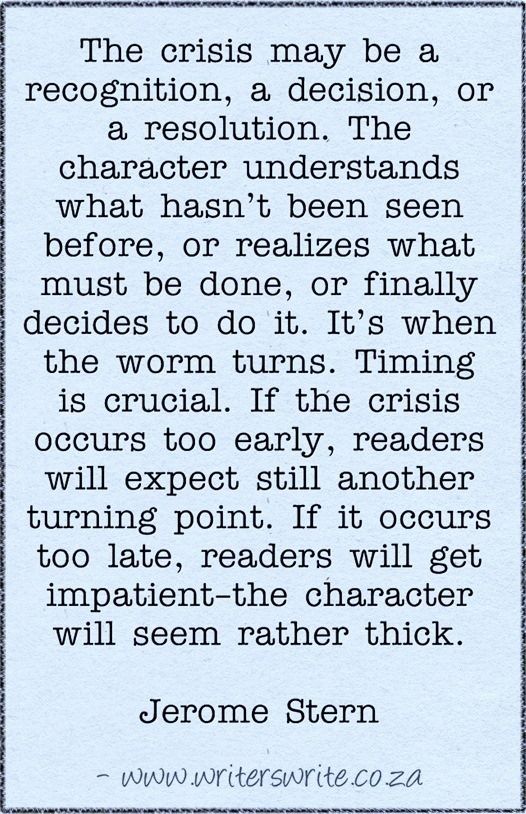 The crisis may be a
recognition, a decision, or
a resolution. The
character understands
what hasn’t been seen
before, or realizes what
must be done, or finally
decides to do it. It’s when
the worm turns. Timing
is crucial. If the crisis
occurs too early, readers
will expect still another
turning point. If it occurs
too late, readers will get
impatient–the character
will seem rather thick.
Jerome Stern
- www.writerswrite.co.za